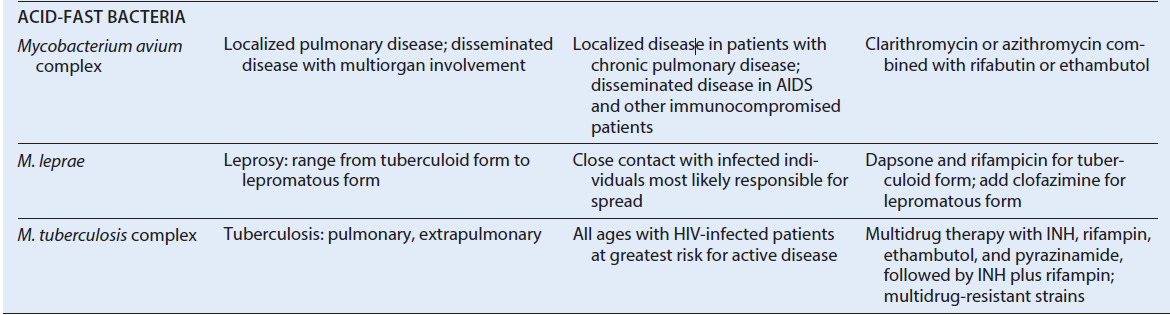 ACID-FAST BACTERIA
Mycobacterium avium complex
Localized pulmonary disease; disseminated
disease with multiorgan involvement
Localized disease in patients with
chronic pulmonary disease;
disseminated disease in AIDS
and other immunocompromised
patients
Clarithromycin or azithromycin com-
bined with rifabutin or ethambutol
M. leprae
Leprosy: range from tuberculoid form to
lepromatous form
Close contact with infected indi-
viduals most likely responsible for
spread
Dapsone and rifampicin for tuber-
culoid form; add clofazimine for
lepromatous form
M. tuberculosis complex
Tuberculosis: pulmonary, extrapulmonary
All ages with HIV-infected patients
at greatest risk for active disease
Multidrug therapy with INH, rifampin,
ethambutol, and pyrazinamide,
followed by INH plus rifampin;
multidrug-resistant strains